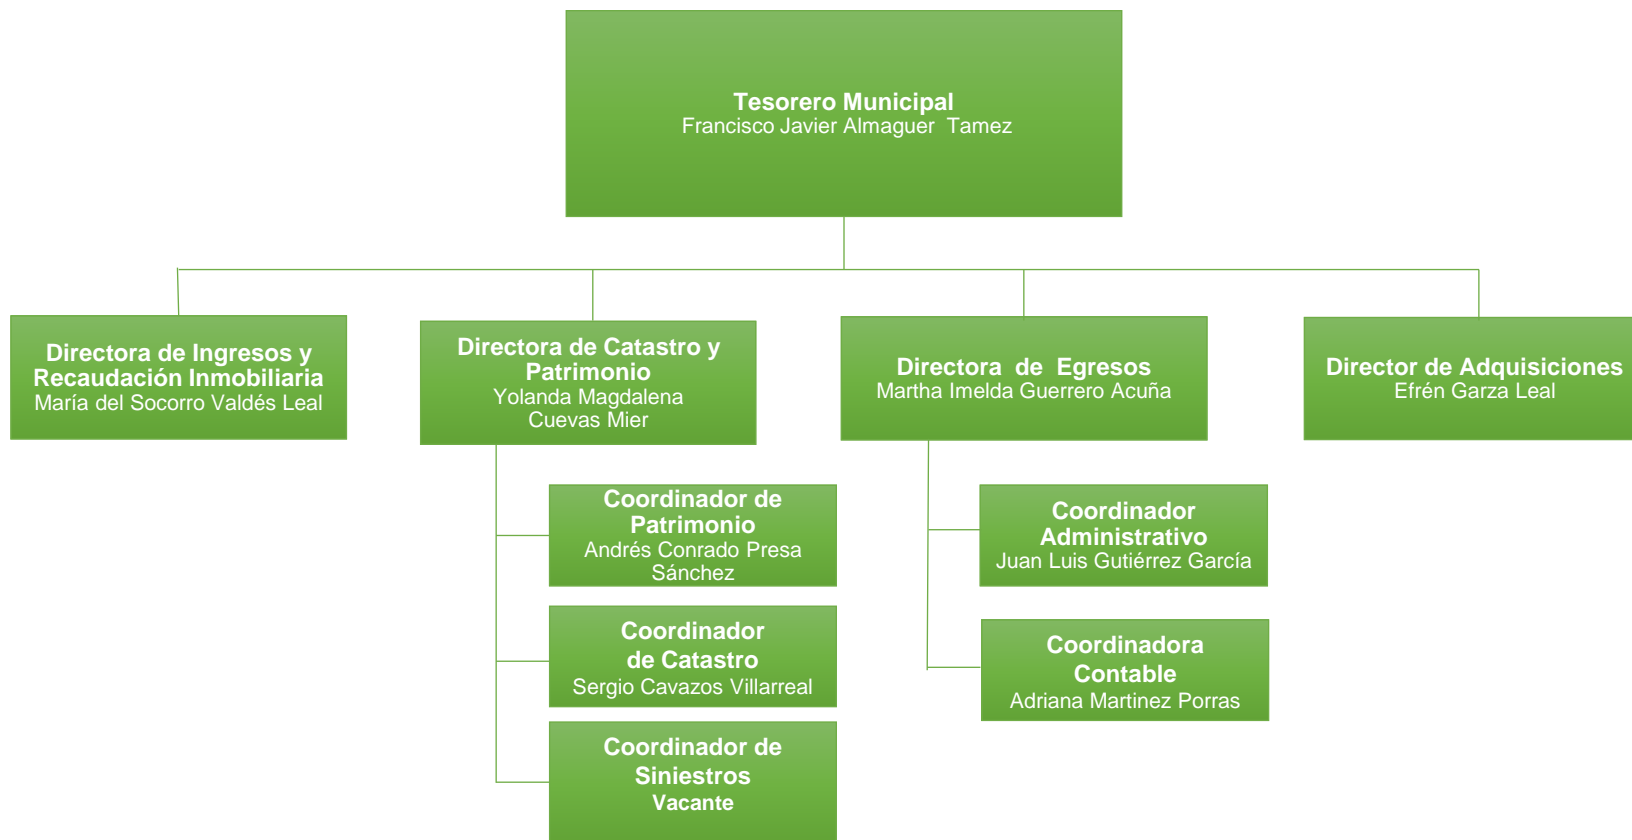 Tesorero Municipal
Francisco Javier Almaguer  Tamez
Directora de Ingresos y
Recaudación Inmobiliaria
María del Socorro Valdés Leal
Directora de Catastro y
Patrimonio
Yolanda Magdalena
Cuevas Mier
Directora  de  Egresos
Martha Imelda Guerrero Acuña
Director de Adquisiciones
Efrén Garza Leal
Coordinador de
Patrimonio
Andrés Conrado Presa
Sánchez
Coordinador
de Catastro
Sergio Cavazos Villarreal
Coordinador de
Siniestros
Vacante
Coordinador
Administrativo
Juan Luis Gutiérrez García
Coordinadora
Contable
Adriana Martinez Porras